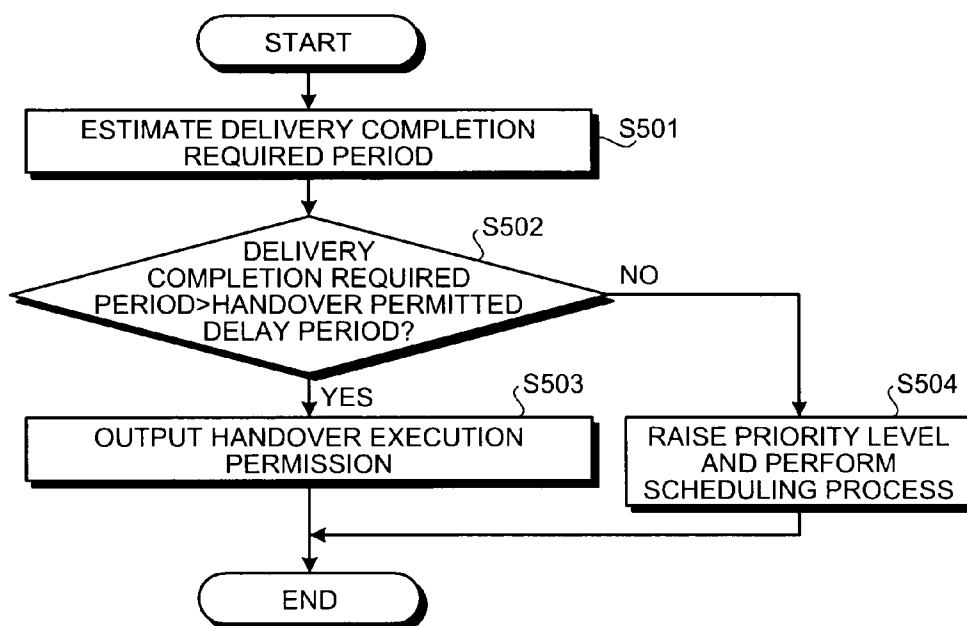 START
ESTIMATE DELIVERY COMPLETION
REQUIRED PERIOD
S501
S502
DELIVERY
COMPLETION REQUIRED
PERIOD>HANDOVER PERMITTED
DELAY PERIOD?
NO
YES
S503
OUTPUT HANDOVER EXECUTION
PERMISSION
S504
RAISE PRIORITY LEVEL
AND PERFORM
SCHEDULING PROCESS
END